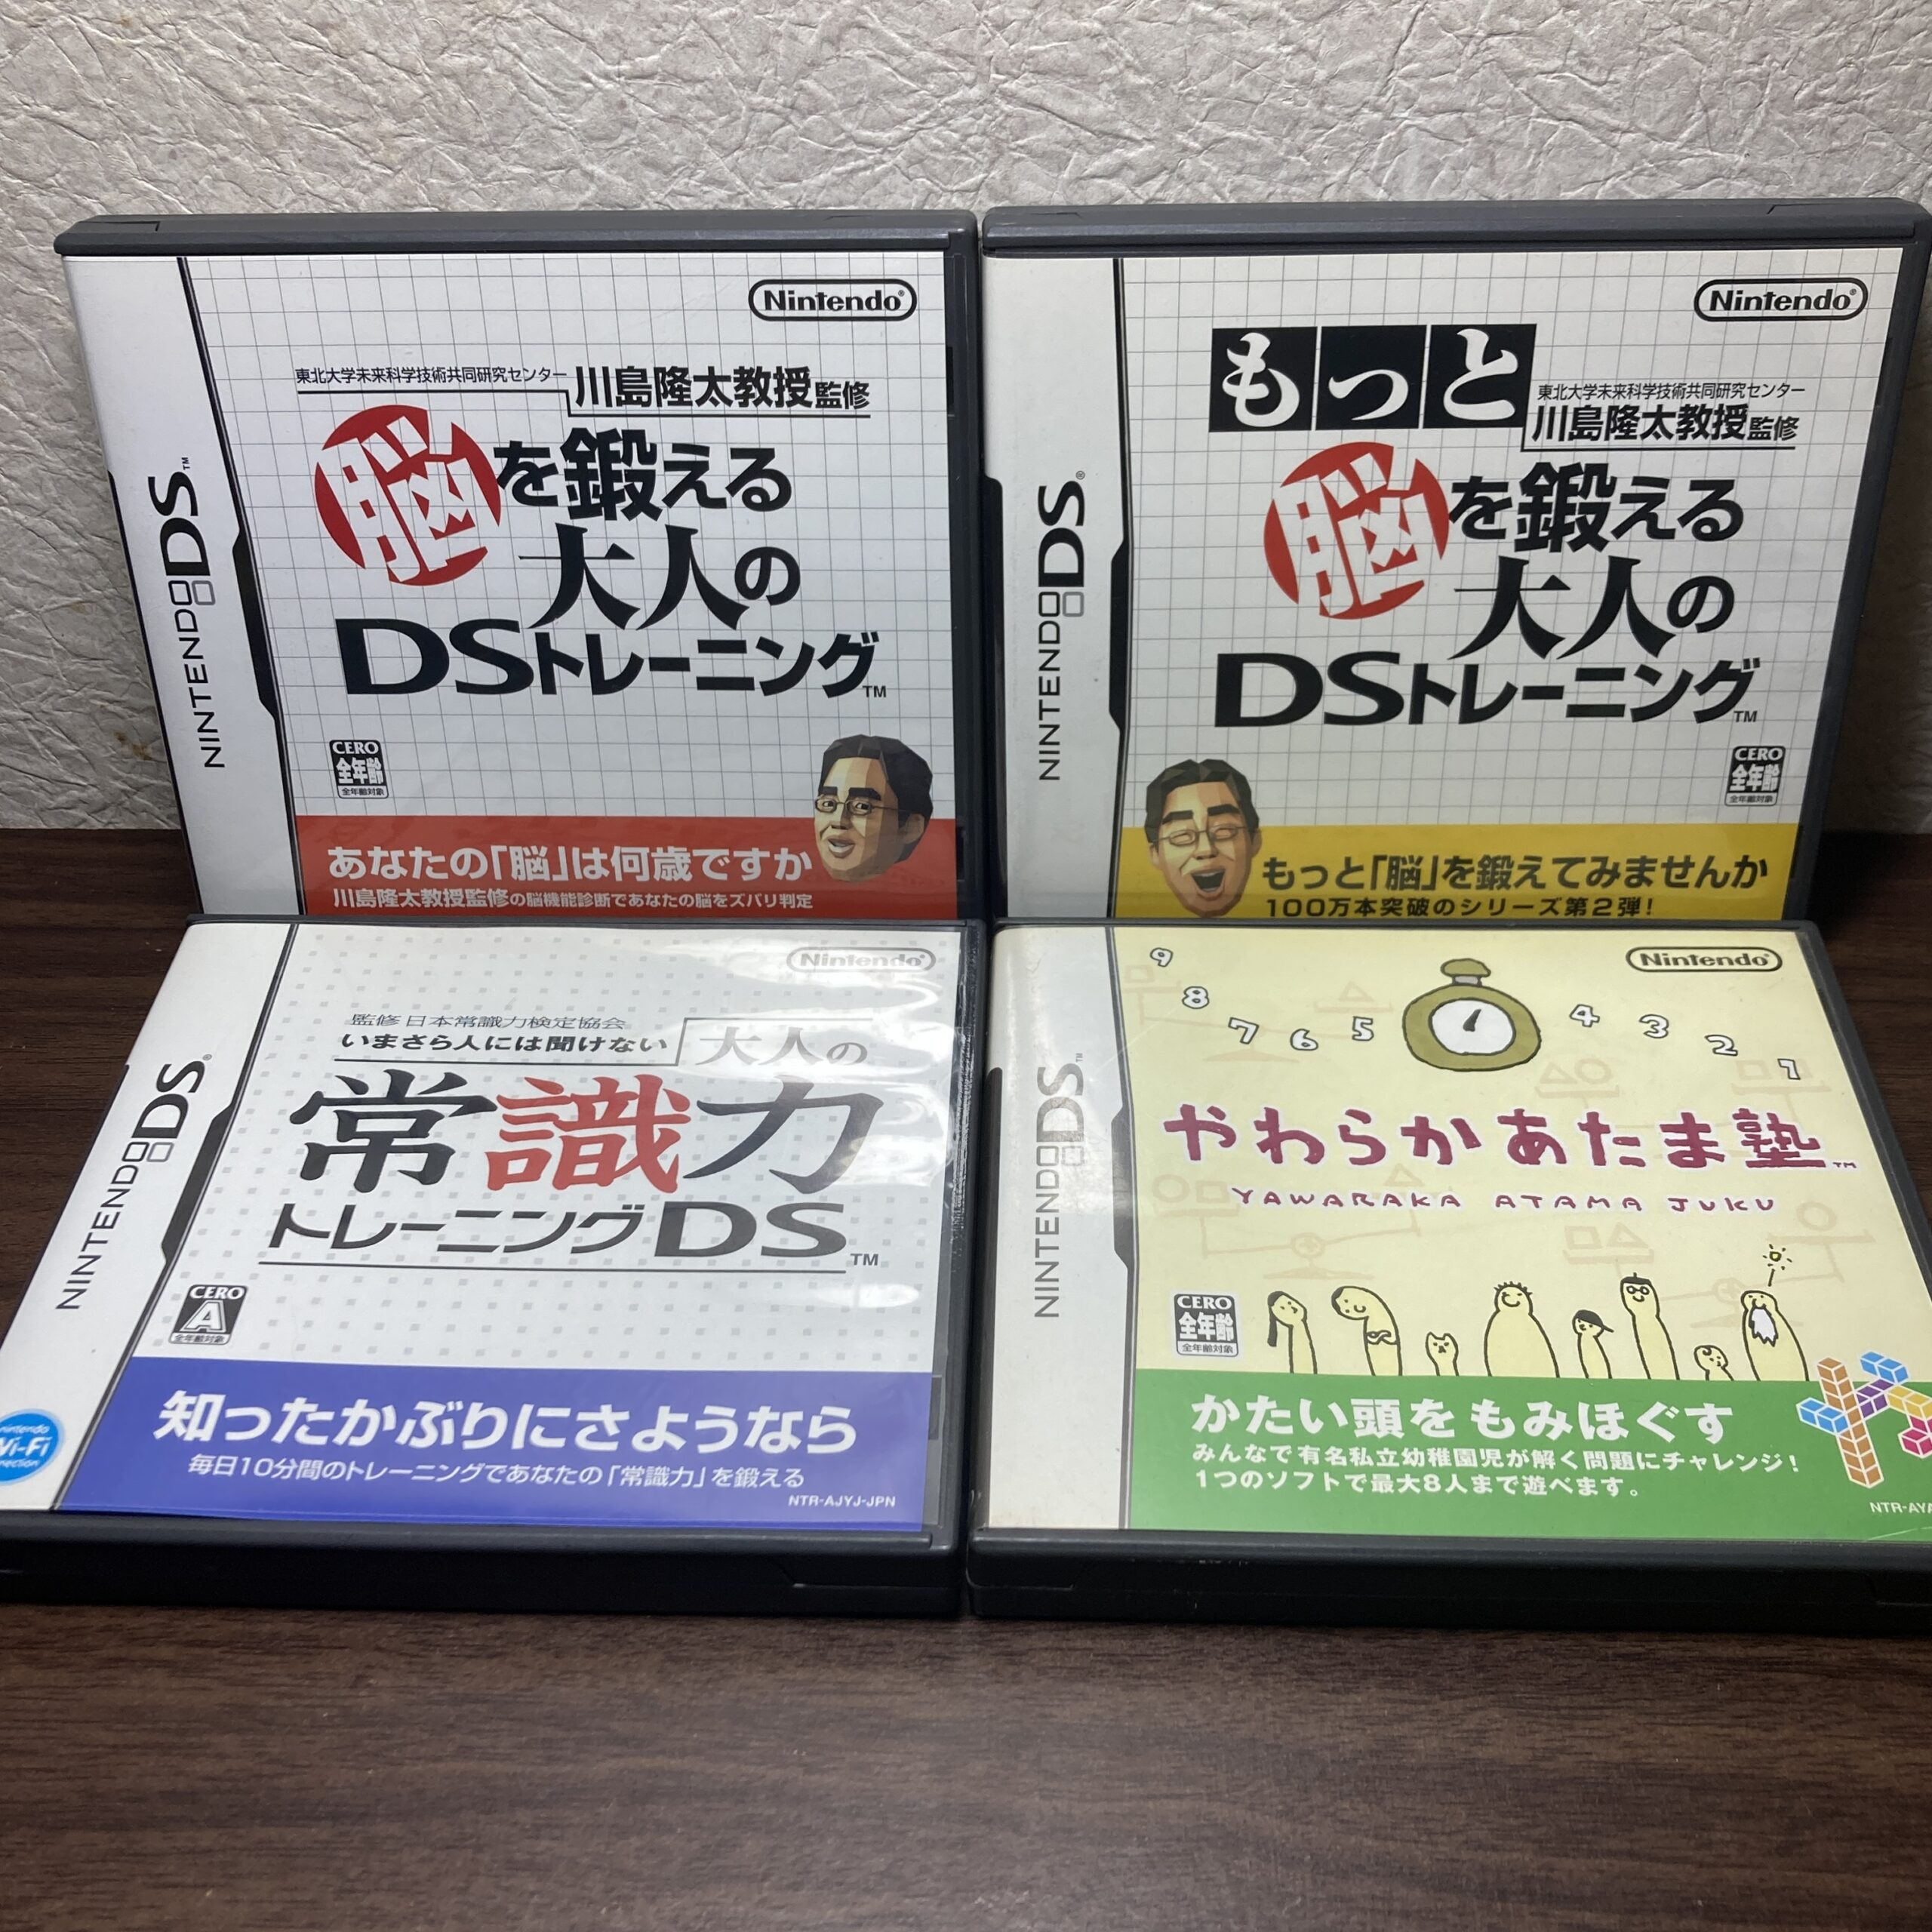 Nintendo®
東北大学未来科学技術共同研究センター 川島隆太教授監修
脳を鍛える
大人の
DSトレーニング™
CERO
全年齢
全年齢対象
あなたの「脳」は何歳ですか
川島隆太教授監修の脳機能診断であなたの脳をズバリ判定
NINTENDO DS™
Nintendo®
もっと
東北大学未来科学技術共同研究センター
川島隆太教授監修
脳を鍛える
大人の
DSトレーニング™
CERO
全年齢
全年齢対象
もっと「脳」を鍛えてみませんか
100万本突破のシリーズ第2弾!
NINTENDO DS®
Nintendo®
監修 日本常識力検定協会
いまさら人には聞けない 大人の
常識力
トレーニングDS™
CERO
A
全年齢対象
知ったかぶりにさようなら
毎日10分間のトレーニングであなたの「常識力」を鍛える
NTR-AJYJ-JPN
NINTENDO DS®
Nintendo
Wi-Fi
Nintendo®
9 8 7 6 5 4 3 2 1
やわらかあたま塾™
YAWARAKA ATAMA JUKU
CERO
全年齢
全年齢対象
かたい頭をもみほぐす
みんなで有名私立幼稚園児が解く問題にチャレンジ!
1つのソフトで最大8人まで遊べます。
NINTENDO DS™